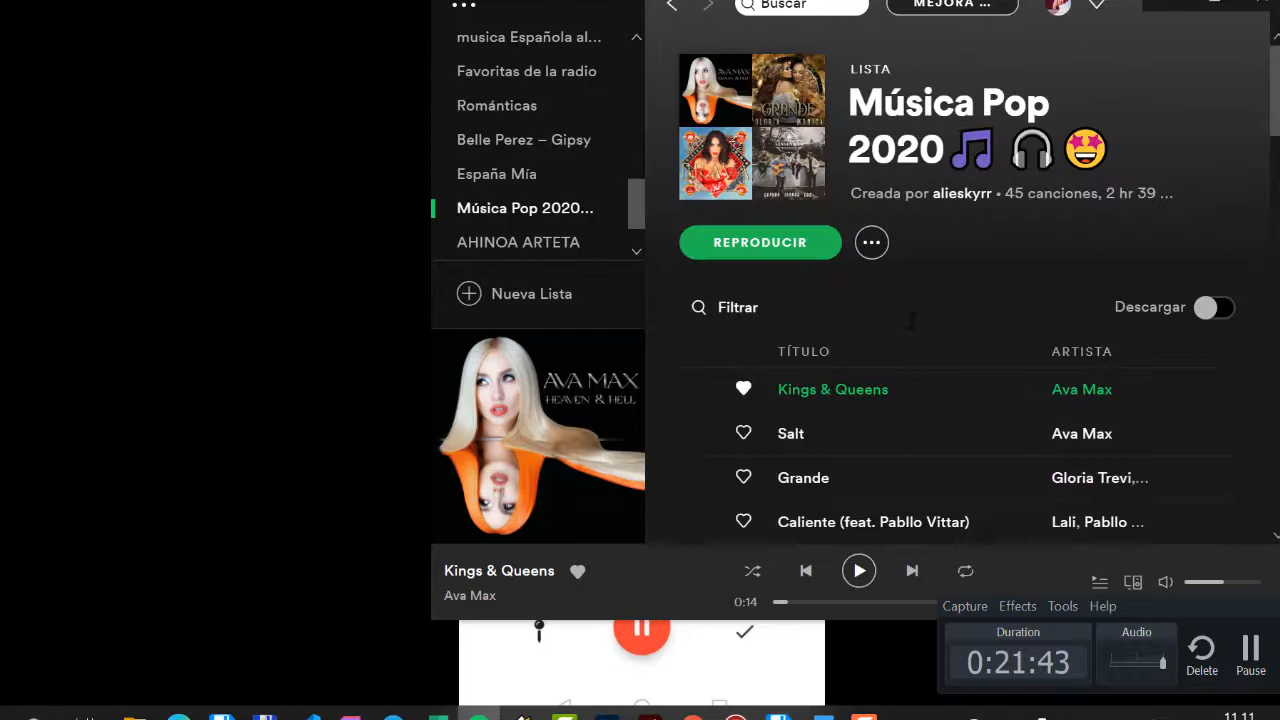 Buscar
MEJORA ...
musica Española al...
Favoritas de la radio
Románticas
Belle Perez – Gipsy
España Mía
Música Pop 2020...
AHINOA ARTETA
Nueva Lista
AVA MAX
HEAVEN & HELL
GRANDE
LISTA
Música Pop
2020🎵 🎧 🤩
Creada por alieskyrr • 45 canciones, 2 hr 39 ...
REPRODUCIR
Filtrar
Descargar
TÍTULO ARTISTA
Kings & Queens Ava Max
Salt Ava Max
Grande Gloria Trevi,...
Caliente (feat. Pabllo Vittar) Lali, Pabllo ...
Kings & Queens
Ava Max
0:14
Capture Effects Tools Help
Duration
0:21:43
Audio
Delete
Pause
11:11